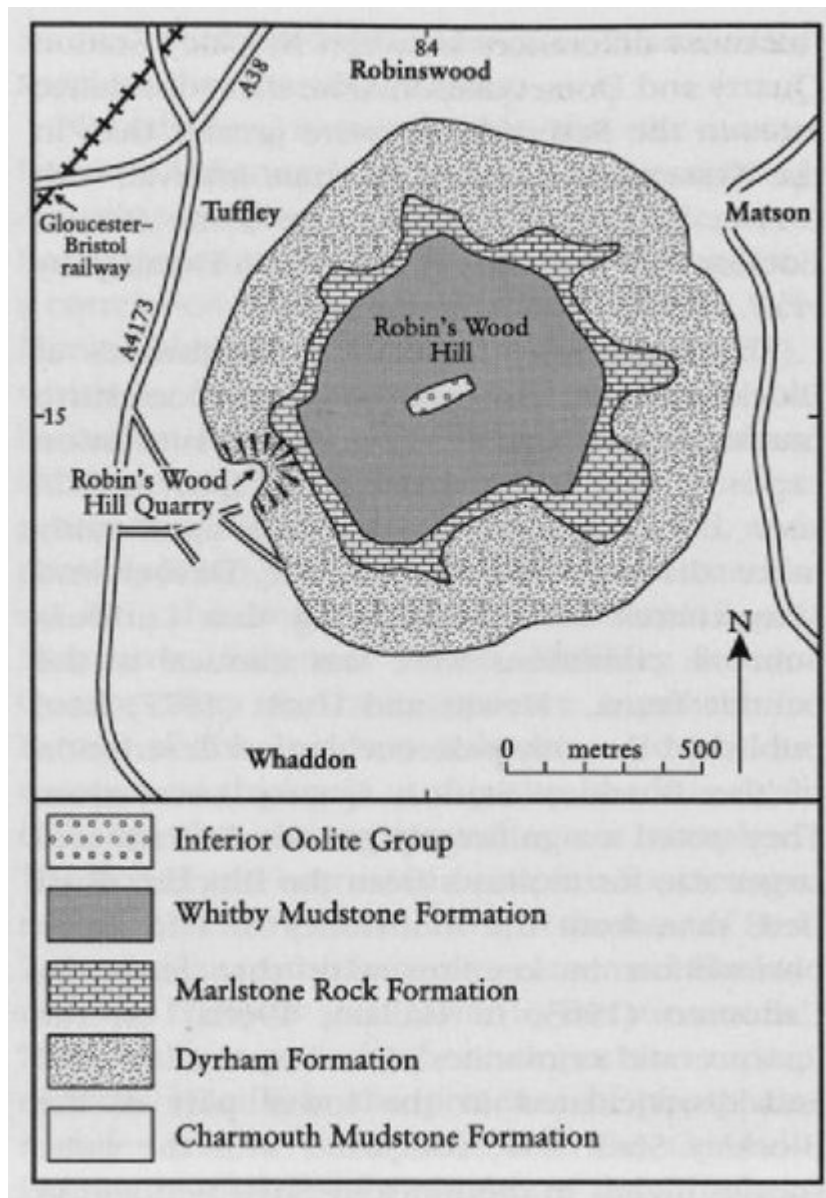 84
Robinswood
A38
Tuffley
Matson
Gloucester–
Bristol
railway
A4173
Robin's Wood
Hill
15
Robin's Wood
Hill Quarry
N
0 metres 500
Whaddon
Inferior Oolite Group
Whitby Mudstone Formation
Marlstone Rock Formation
Dyrham Formation
Charmouth Mudstone Formation